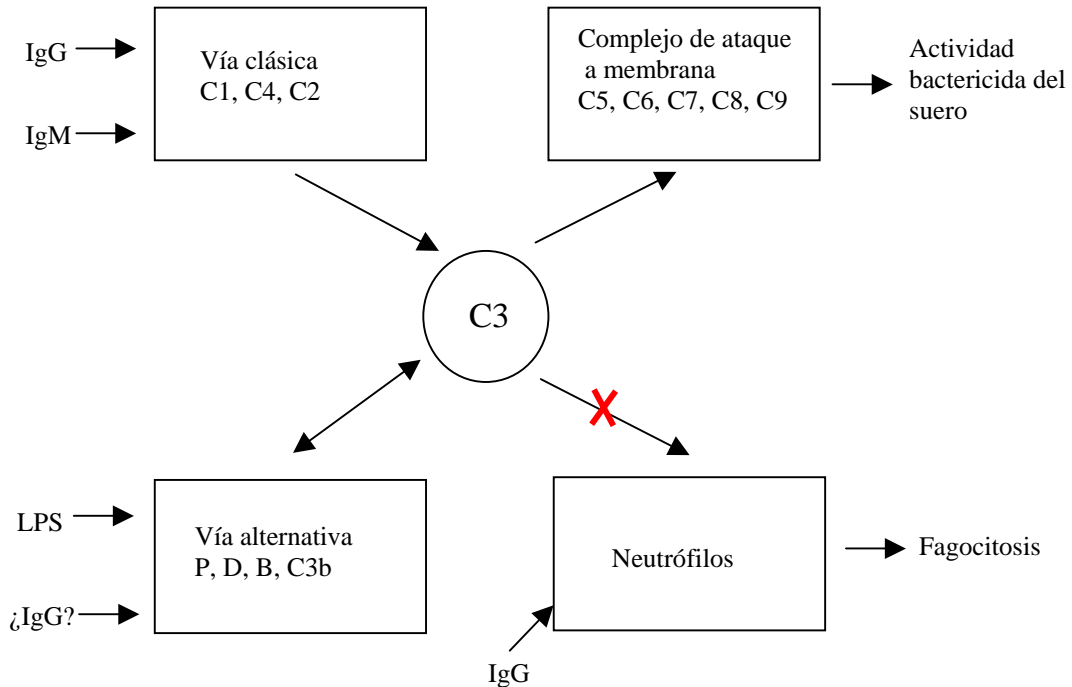 IgG
IgM
Vía clásica
C1, C4, C2
Complejo de ataque
a membrana
C5, C6, C7, C8, C9
Actividad
bactericida del
suero
C3
LPS
¿IgG?
Vía alternativa
P, D, B, C3b
Neutrófilos
Fagocitosis
IgG